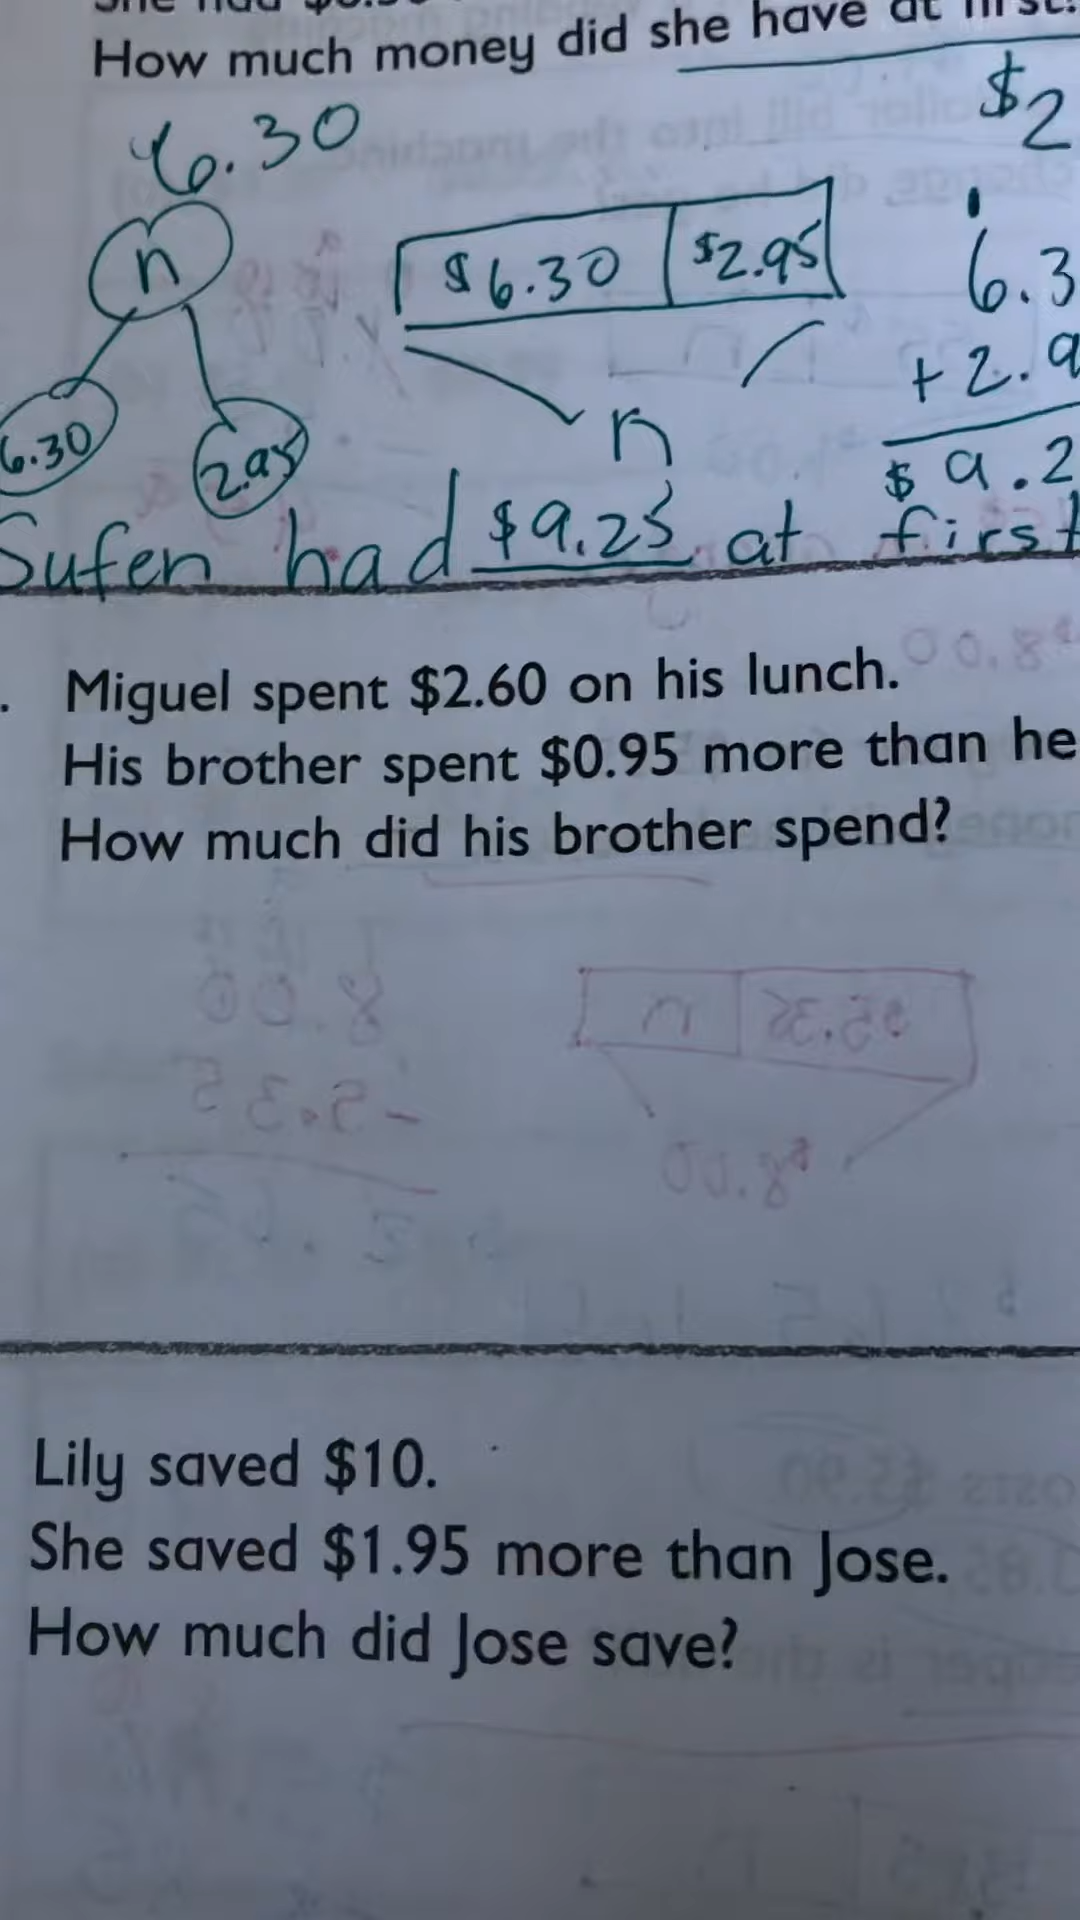 How much money did she have at first?
6.30
$2
n
$6.30 $2.95
6.3
+ 2.9
6.30
2.95
n
$ 9.2
Sufen had $9.25 at first
Miguel spent $2.60 on his lunch.
His brother spent $0.95 more than he
How much did his brother spend?
Lily saved $10.
She saved $1.95 more than Jose.
How much did Jose save?